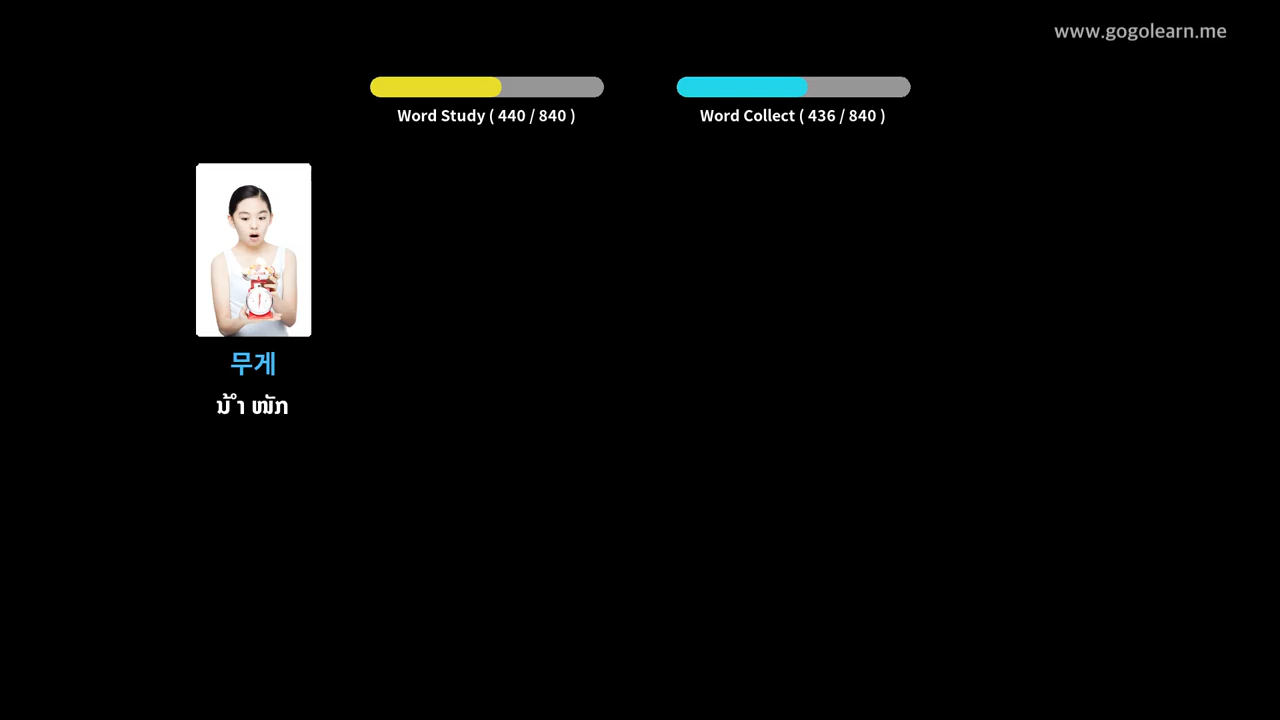 www.gogolearn.me
Word Study ( 440 / 840 )
Word Collect ( 436 / 840 )
무게
ນ້ຳ ໜັກ